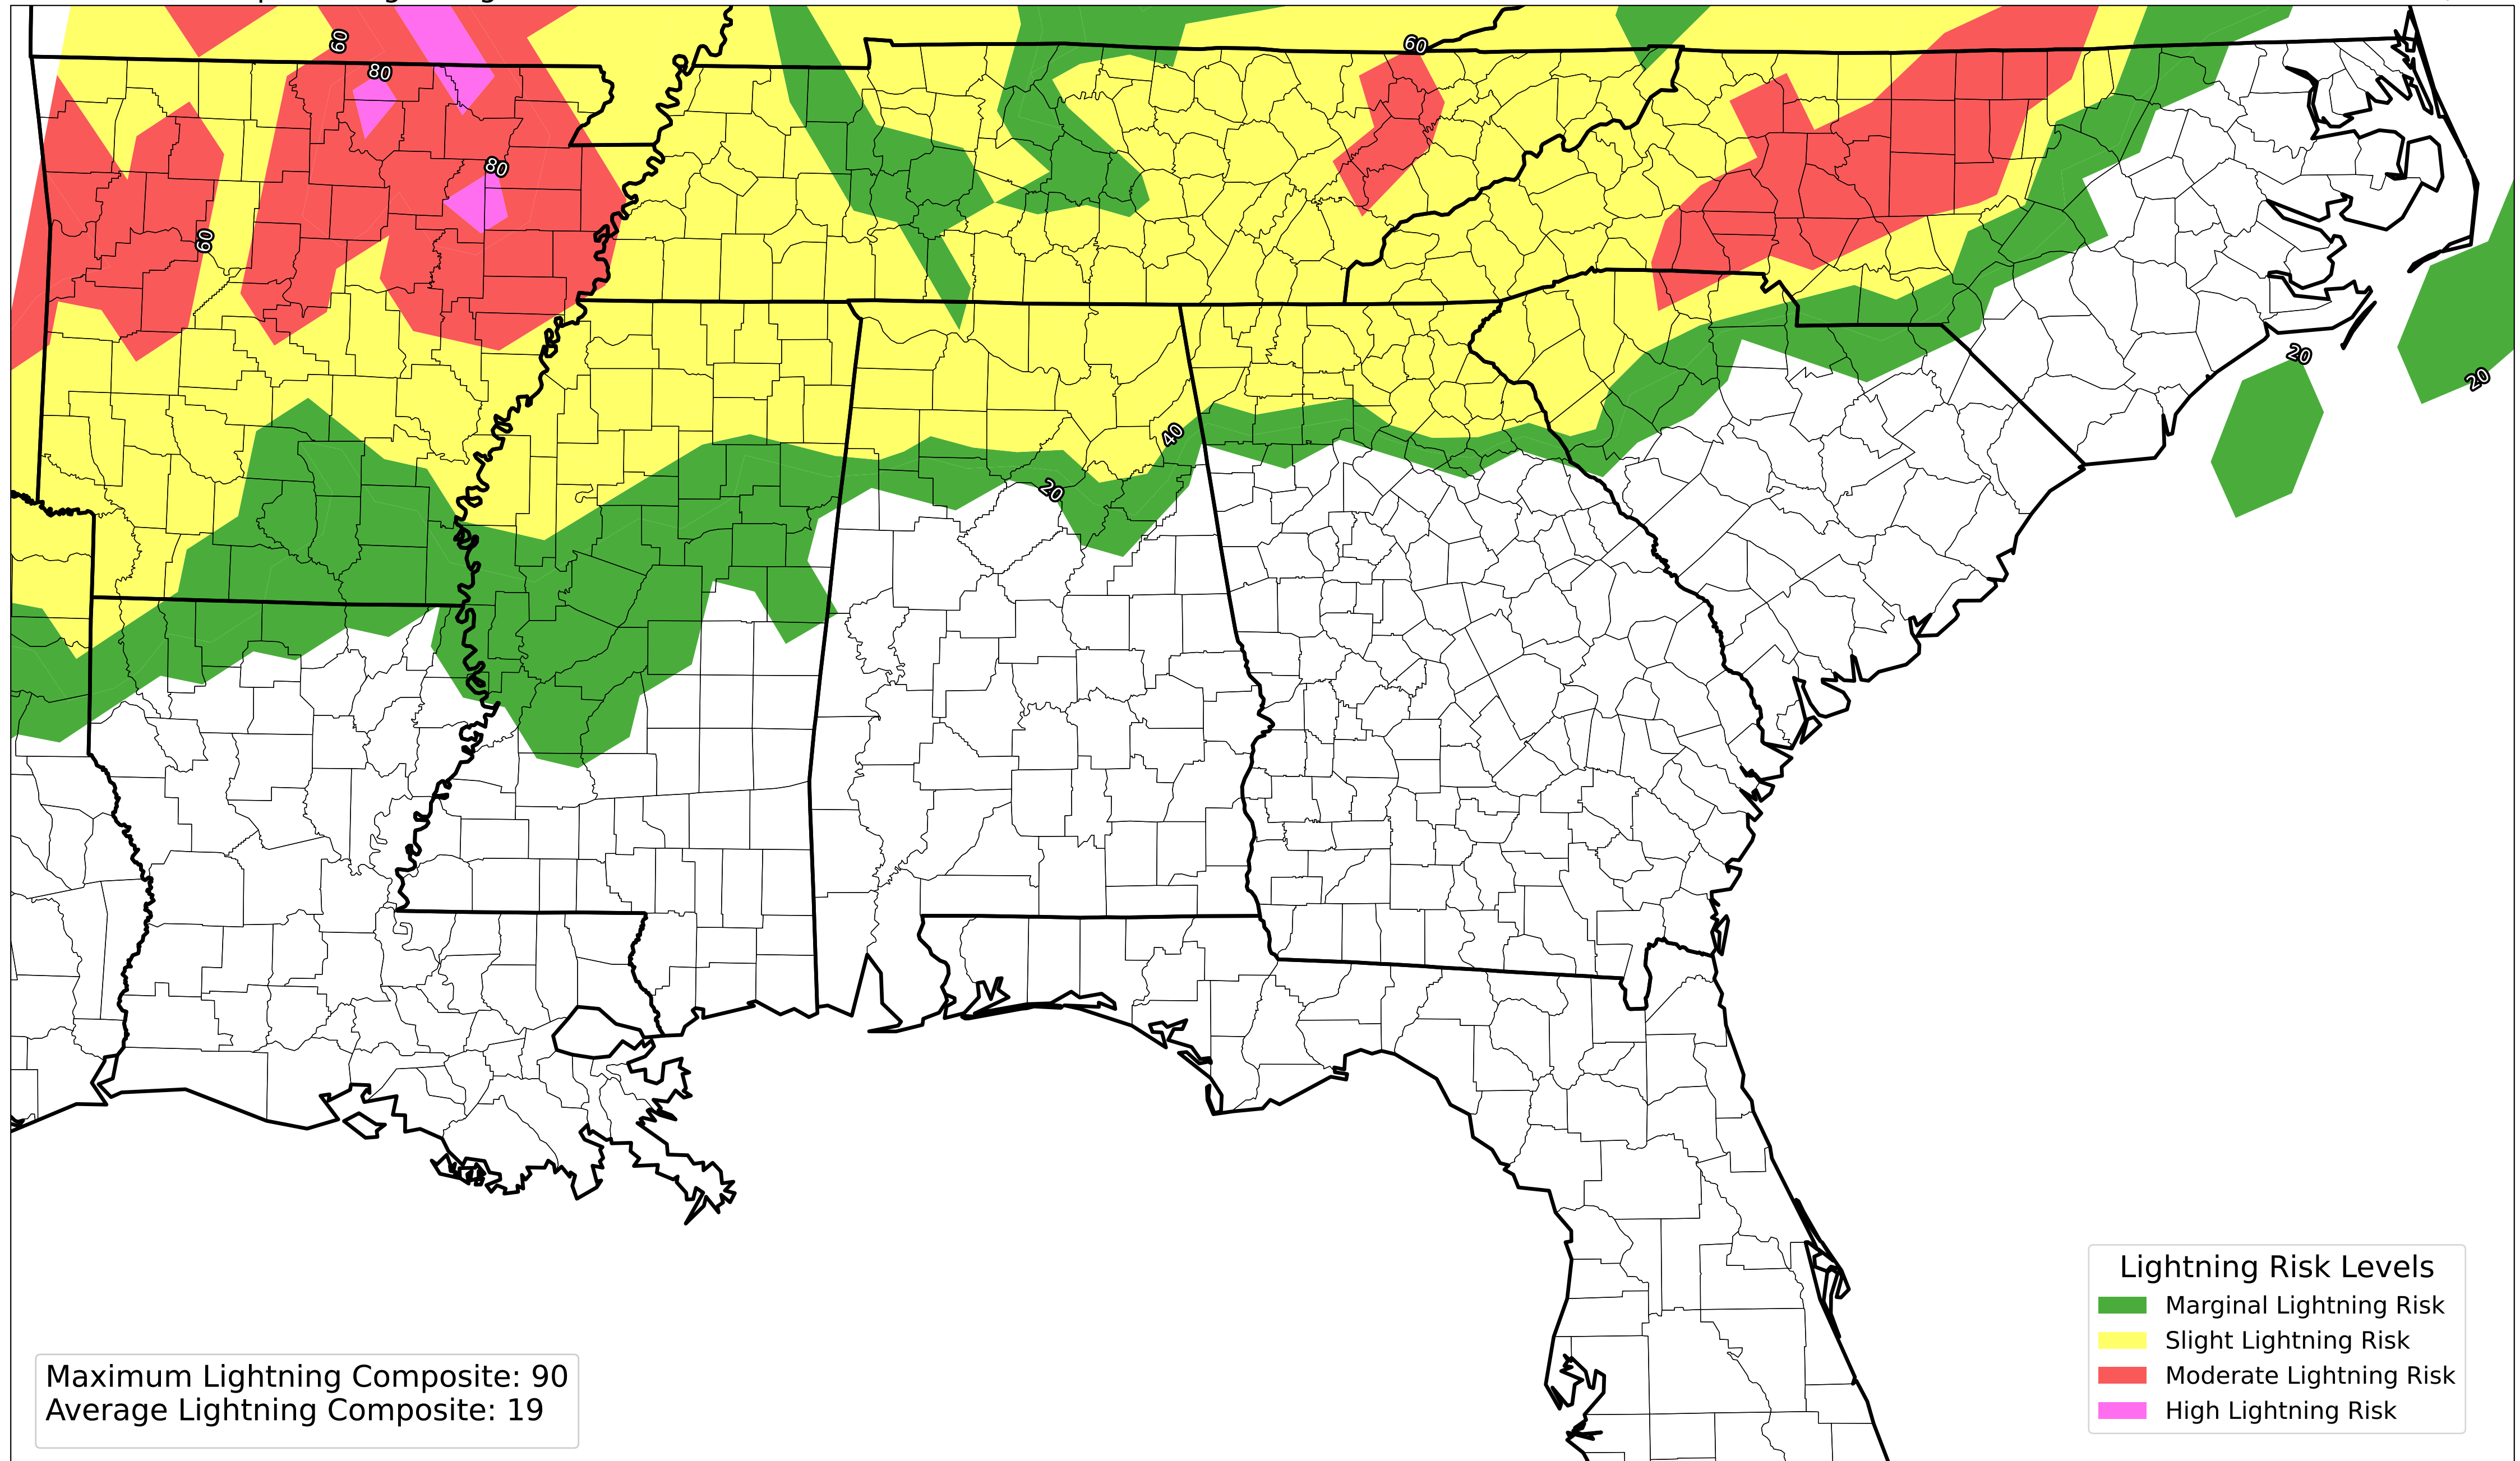 60
80
60
80
60
20
20
40
20
Lightning Risk Levels
Marginal Lightning Risk
Slight Lightning Risk
Moderate Lightning Risk
High Lightning Risk
Maximum Lightning Composite: 90
Average Lightning Composite: 19